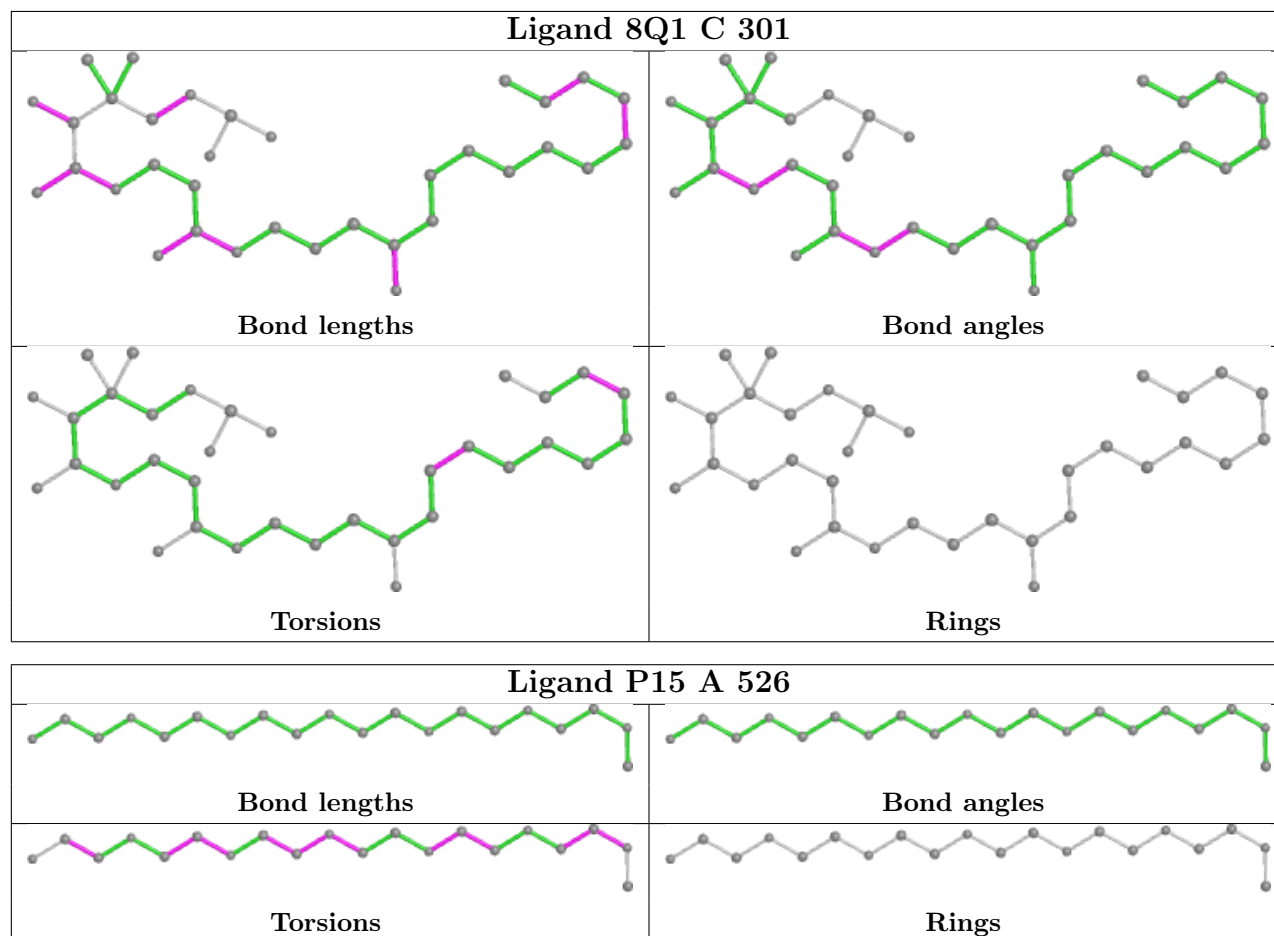 Ligand 8Q1 C 301
Bond lengths
Bond angles
Torsions
Rings
Ligand P15 A 526
Bond lengths
Bond angles
Torsions
Rings